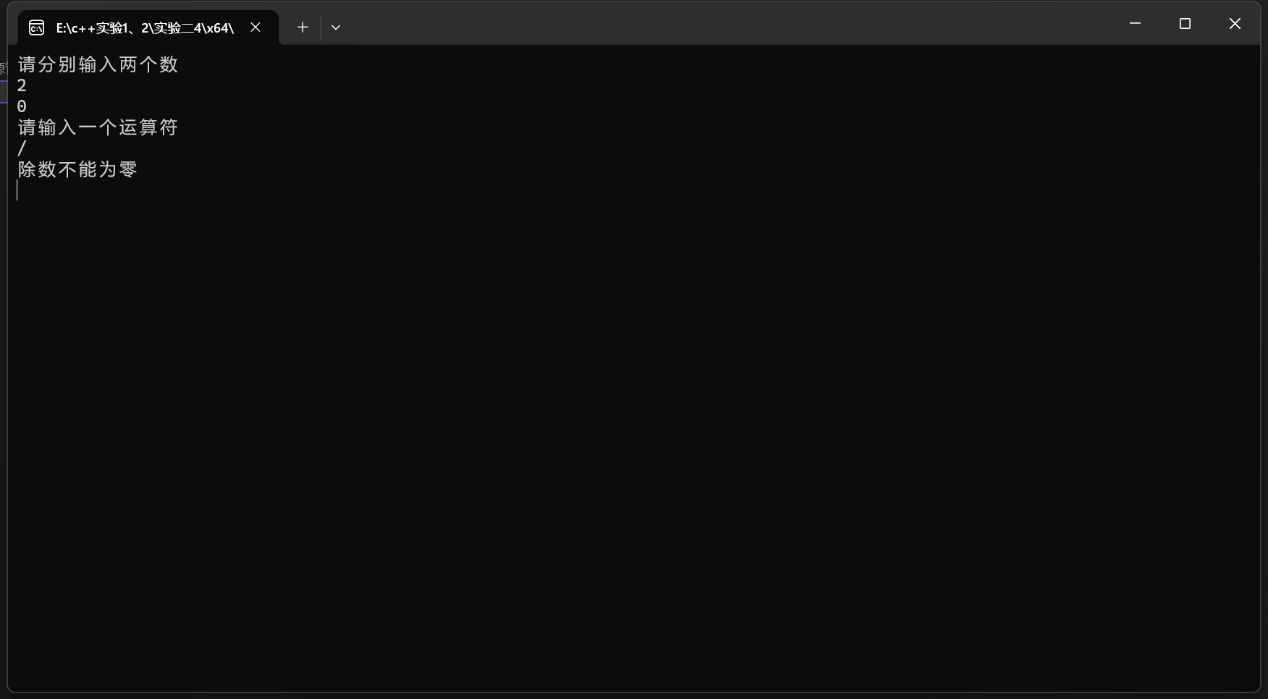 E:\c++实验1、2\实验二4\x64\
请分别输入两个数
2
0
请输入一个运算符
/
除数不能为零